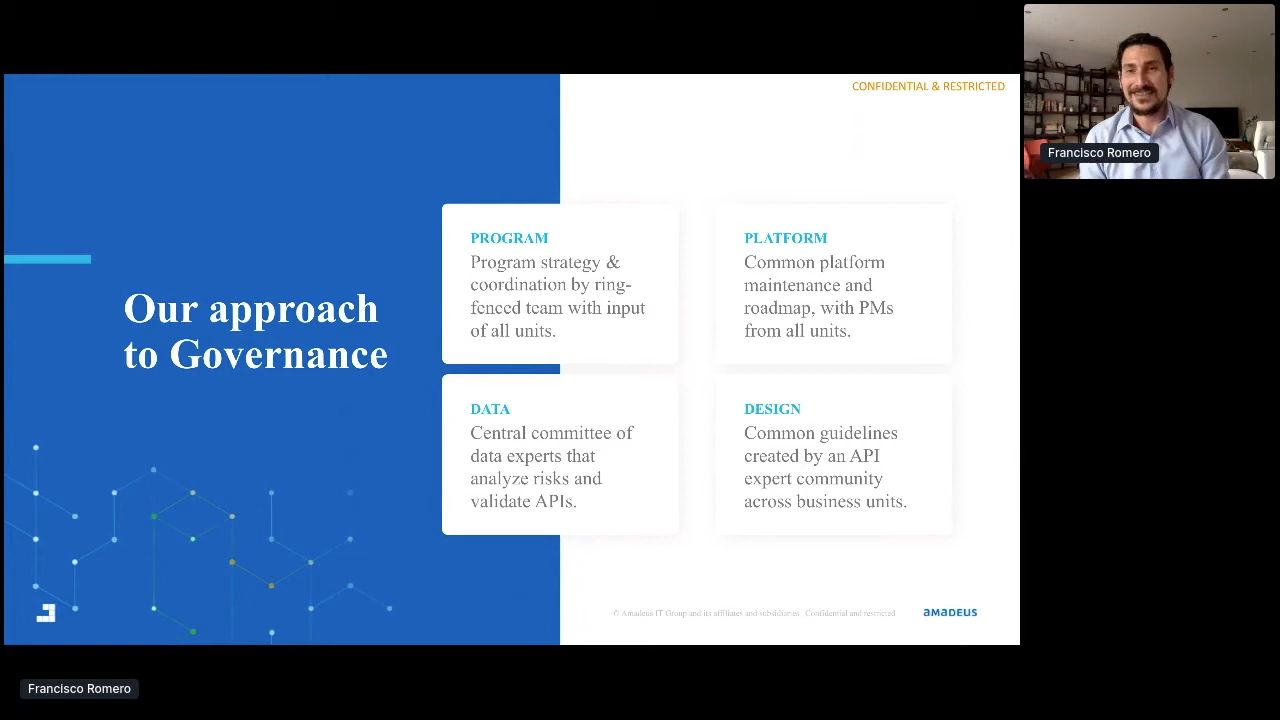 CONFIDENTIAL & RESTRICTED
Our approach
to Governance
PROGRAM
Program strategy &
coordination by ring-
fenced team with input
of all units.
PLATFORM
Common platform
maintenance and
roadmap, with PMs
from all units.
DATA
Central committee of
data experts that
analyze risks and
validate APIs.
DESIGN
Common guidelines
created by an API
expert community
across business units.
© Amadeus IT Group and its affiliates and subsidiaries. Confidential and restricted
amadeus
Francisco Romero
Francisco Romero